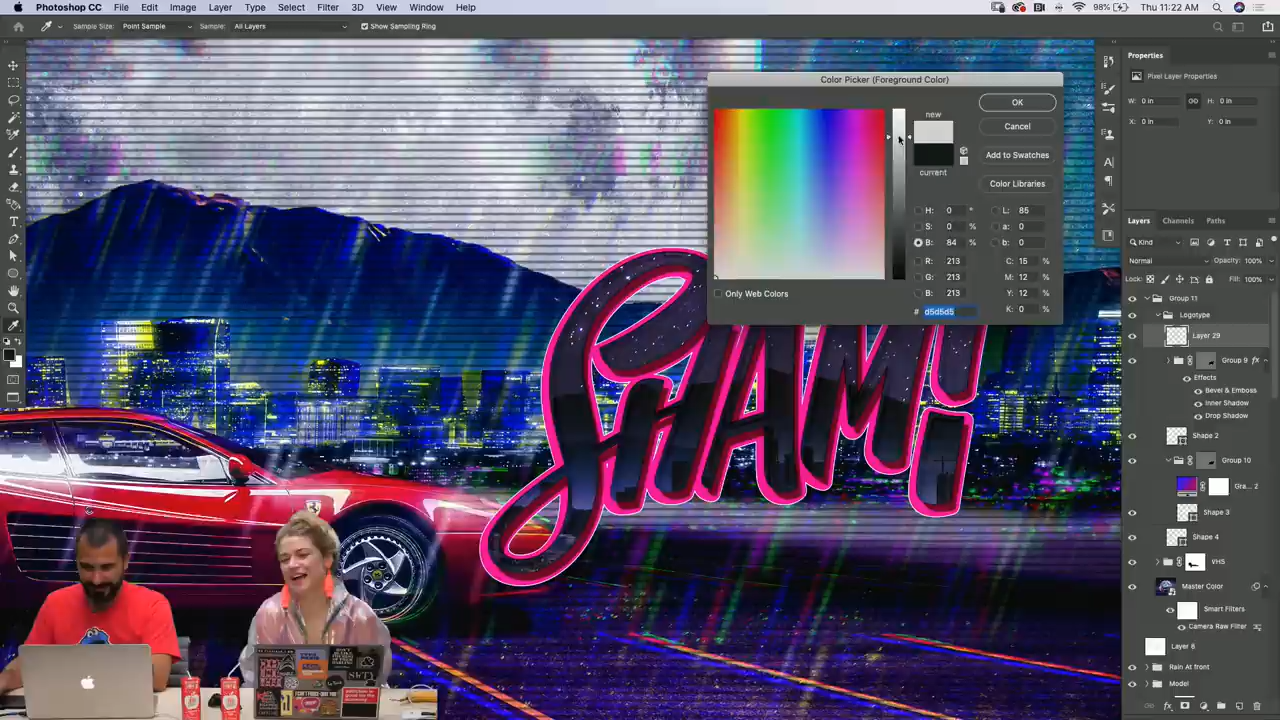 Photoshop CC File Edit Image Layer Type Select Filter 3D View Window Help 98% Thu 11:22 AM
Sample Size: Point Sample Sample: All Layers Show Sampling Ring
Color Picker (Foreground Color)
new
current
OK
Cancel
Add to Swatches
Color Libraries
H: 0 ° L: 85
S: 0 % a: 0
B: 84 % b: 0
R: 213 C: 15 %
G: 213 M: 12 %
B: 213 Y: 12 %
# d5d5d5 K: 0 %
Only Web Colors
Properties
Pixel Layer Properties
W: 0 in H: 0 in
X: 0 in Y: 0 in
Layers Channels Paths
Kind
Normal Opacity: 100%
Lock: Fill: 100%
Group 11
Logotype
Layer 29
Group 9 fx
Effects
Bevel & Emboss
Inner Shadow
Drop Shadow
Shape 2
Group 10
Gra... 2
Shape 3
Shape 4
VHS
Master Color
Smart Filters
Camera Raw Filter
Layer 6
Rain At front
Model
SHAM!